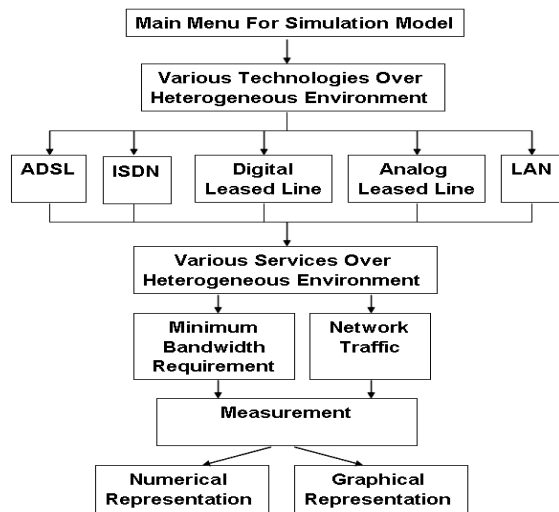 Main Menu For Simulation Model
Various Technologies Over
Heterogeneous Environment
ADSL
ISDN
Digital
Leased Line
Analog
Leased Line
LAN
Various Services Over
Heterogeneous Environment
Minimum
Bandwidth
Requirement
Network
Traffic
Measurement
Numerical
Representation
Graphical
Representation